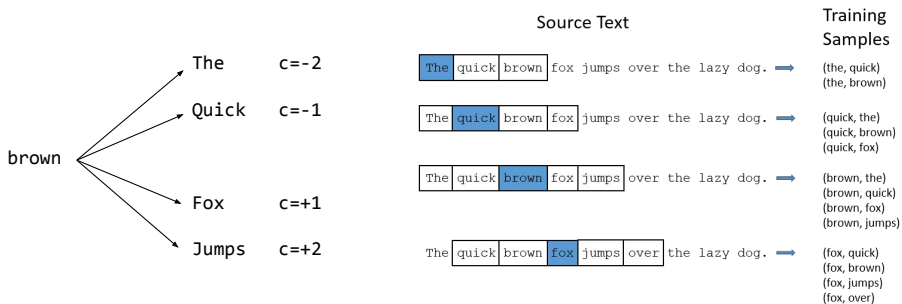 brown
The c=-2
Quick c=-1
Fox c=+1
Jumps c=+2
Source Text
Training
Samples
The quick brown fox jumps over the lazy dog.
(the, quick)
(the, brown)
The quick brown fox jumps over the lazy dog.
(quick, the)
(quick, brown)
(quick, fox)
The quick brown fox jumps over the lazy dog.
(brown, the)
(brown, quick)
(brown, fox)
(brown, jumps)
The quick brown fox jumps over the lazy dog.
(fox, quick)
(fox, brown)
(fox, jumps)
(fox, over)